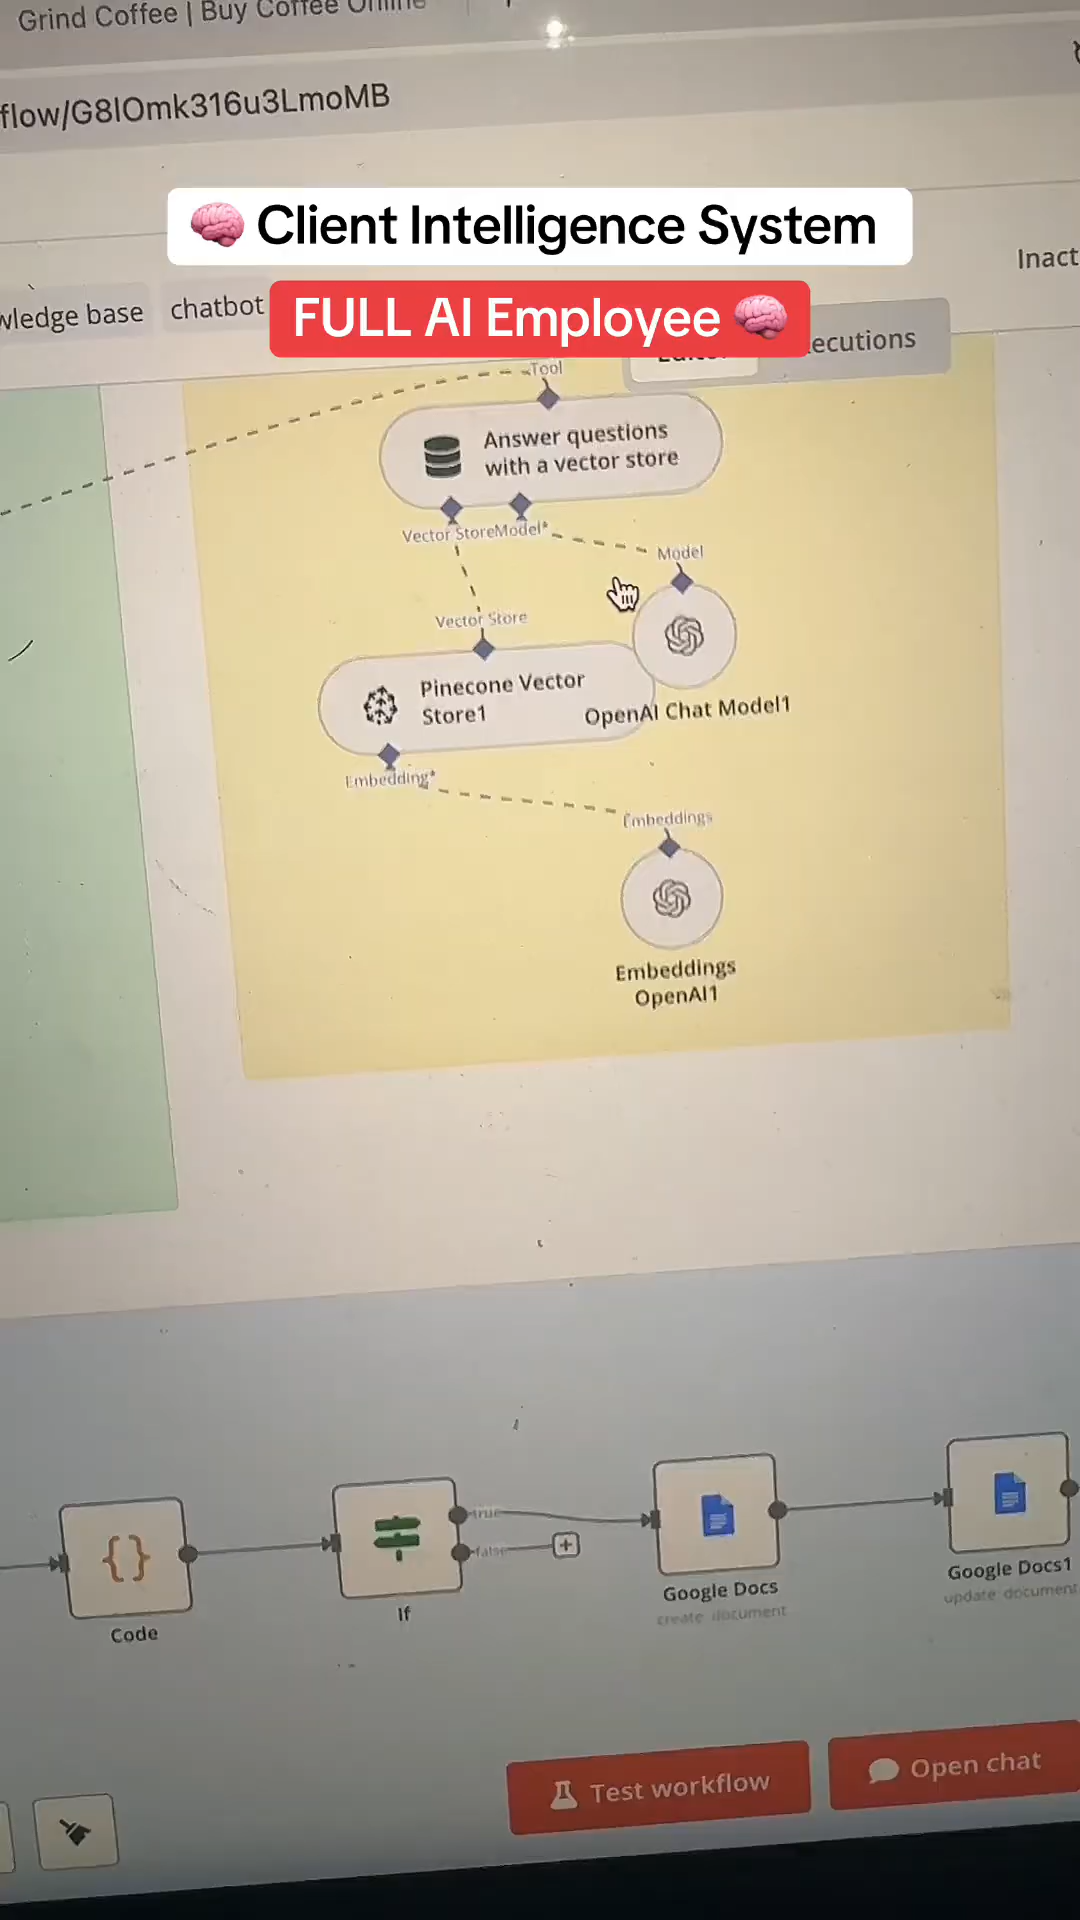 Grind Coffee | Buy Coffee Online
flow/G8lOmk316u3LmoMB
🧠 Client Intelligence System
Inact
wledge base
chatbot
FULL AI Employee 🧠
ecutions
Tool
Answer questions
with a vector store
Vector Store
Model*
Model
Vector Store
Pinecone Vector
Store1
OpenAI Chat Model1
Embedding*
Embeddings
Embeddings
OpenAI1
true
false
Code
If
Google Docs
create: document
Google Docs1
update: document
Test workflow
Open chat